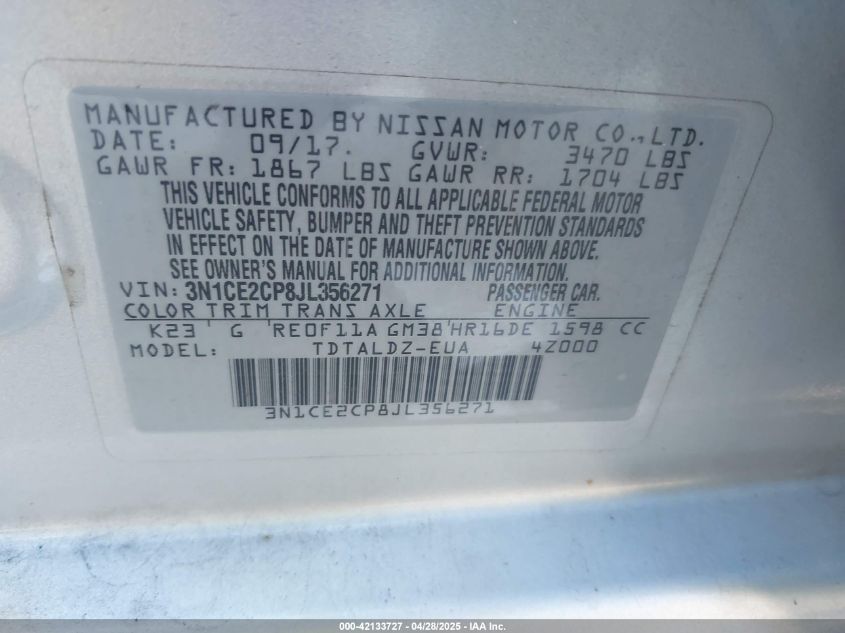 MANUFACTURED BY NISSAN MOTOR CO., LTD.
DATE: 09/17. GVWR: 3470 LBS
GAWR FR: 1867 LBS GAWR RR: 1704 LBS
THIS VEHICLE CONFORMS TO ALL APPLICABLE FEDERAL MOTOR
VEHICLE SAFETY, BUMPER AND THEFT PREVENTION STANDARDS
IN EFFECT ON THE DATE OF MANUFACTURE SHOWN ABOVE.
SEE OWNER'S MANUAL FOR ADDITIONAL INFORMATION.
VIN: 3N1CE2CP8JL356271 PASSENGER CAR.
COLOR TRIM TRANS AXLE ENGINE
K23 G RE0F11A GM38 HR16DE 1598 CC
MODEL: TDTALDZ-EUA 4Z000
3N1CE2CP8JL356271
000-42133727 - 04/28/2025 - IAA Inc.